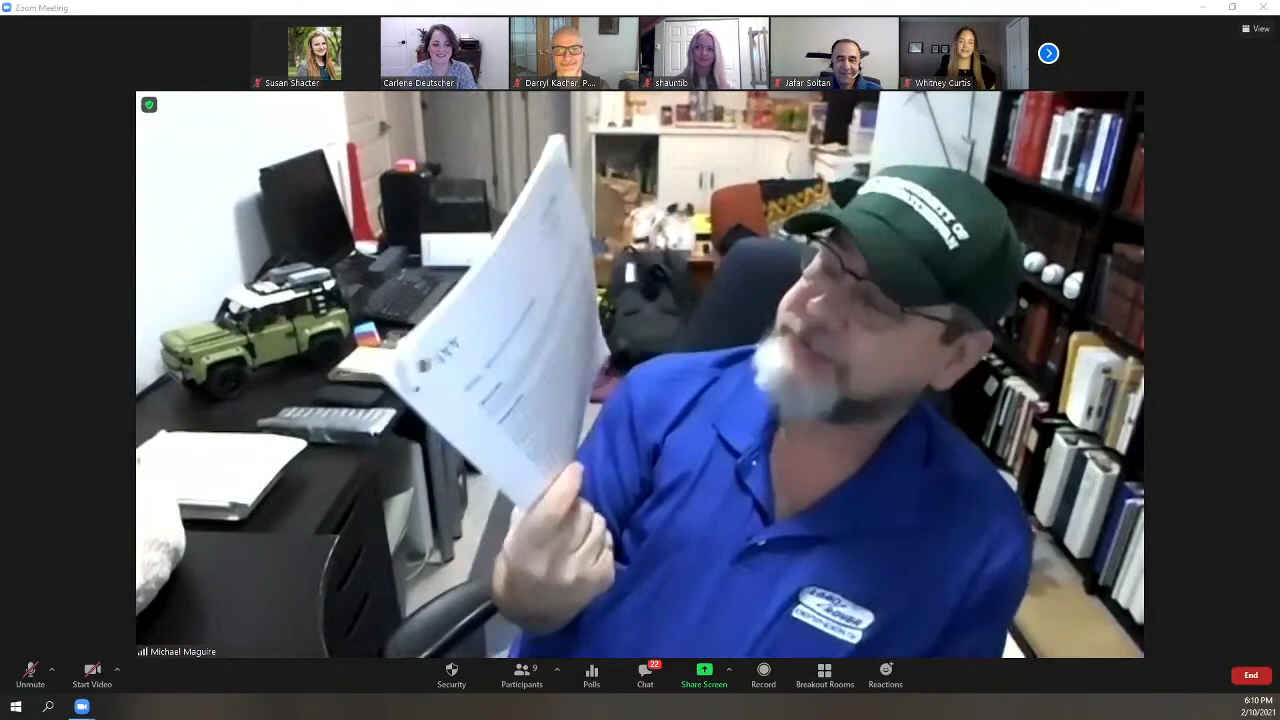 Zoom Meeting
View
Susan Shacter
Carlene Deutscher
Darryl Kacher, P....
shauntib
Jafar Soltan
Whitney Curtis
UNIVERSITY OF
Michael Maguire
Unmute
Start Video
Security
Participants
9
Polls
Chat
22
Share Screen
Record
Breakout Rooms
Reactions
End
6:10 PM
2/10/2021